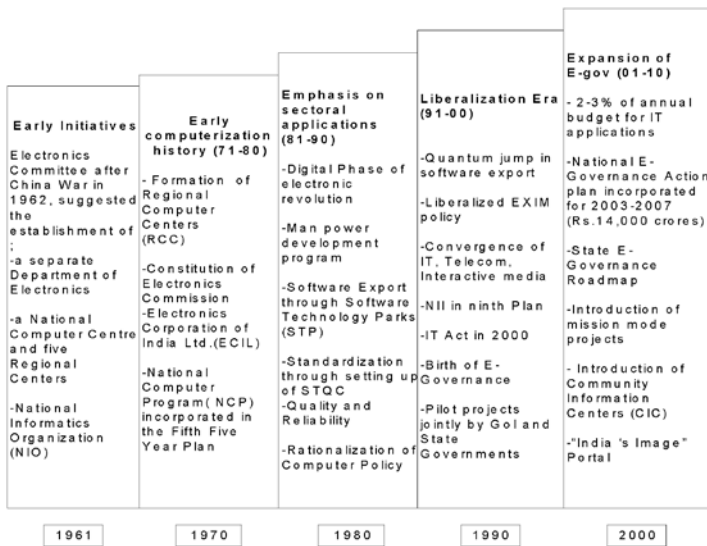 Early Initiatives
Electronics
Committee after
China War in
1962, suggested
the
establishment of
;
-a separate
Department of
Electronics
-a National
Computer Centre
and five
Regional
Centers
-National
Informatics
Organization
(NIO)
Early
computerization
history (71-80)
- Formation of
Regional
Computer
Centers
(RCC)
-Constitution of
Electronics
Commission
-Electronics
Corporation of
India Ltd.(ECIL)
-National
Computer
Program( NCP)
incorporated in
the Fifth Five
Year Plan
Emphasis on
sectoral
applications
(81-90)
-Digital Phase of
electronic
revolution
-Man power
development
program
-Software Export
through Software
Technology Parks
(STP)
-Standardization
through setting up
of STQC
-Quality and
Reliability
-Rationalization of
Computer Policy
Liberalization Era
(91-00)
-Quantum jump in
software export
-Liberalized EXIM
policy
-Convergence of
IT, Telecom,
Interactive media
-NII in ninth Plan
-IT Act in 2000
-Birth of E-
Governance
-Pilot projects
jointly by GoI and
State
Governments
Expansion of
E-gov (01-10)
- 2-3% of annual
budget for IT
applications
-National E-
Governance Action
plan incorporated
for 2003-2007
(Rs.14,000 crores)
-State E-
Governance
Roadmap
-Introduction of
mission mode
projects
- Introduction of
Community
Information
Centers (CIC)
-"India 's Image"
Portal
1961
1970
1980
1990
2000